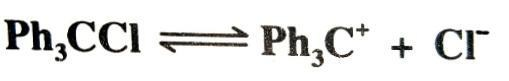 Ph₃CCl ⇌ Ph₃C⁺ + Cl⁻